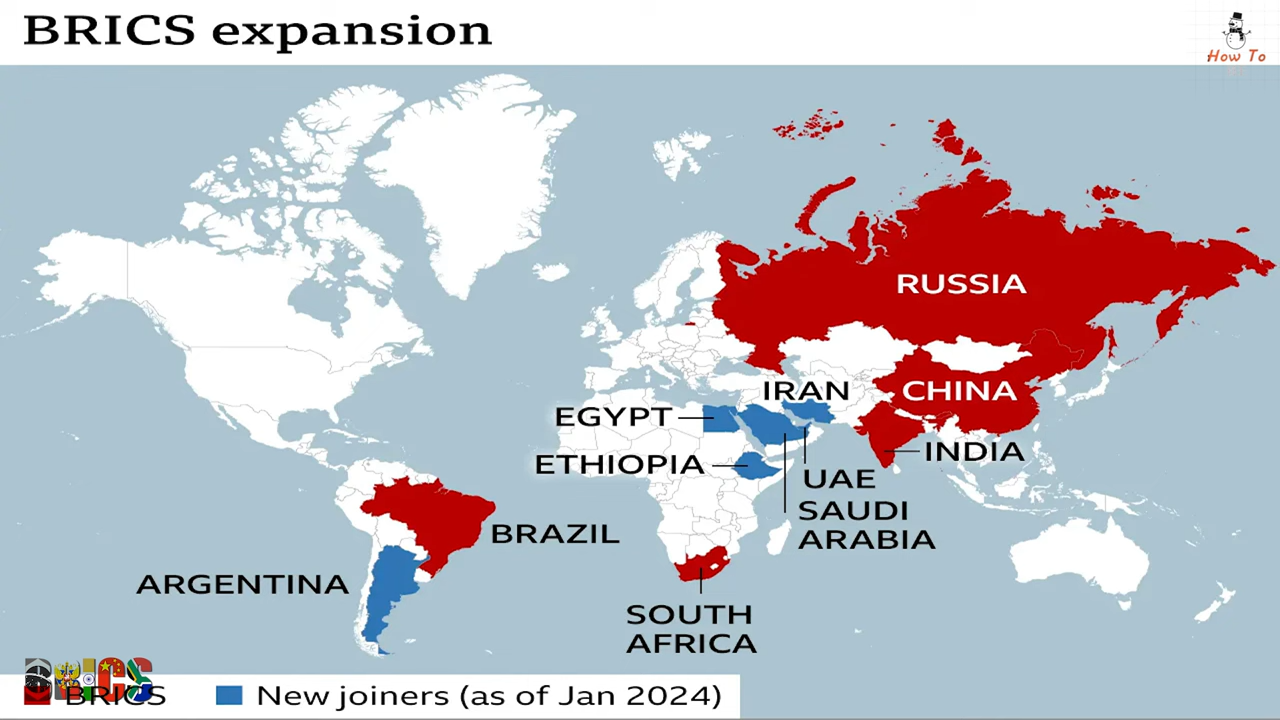 BRICS expansion
How To
RUSSIA
IRAN
CHINA
EGYPT
INDIA
ETHIOPIA
UAE
SAUDI
ARABIA
BRAZIL
ARGENTINA
SOUTH
AFRICA
BRICS
BRICS
New joiners (as of Jan 2024)